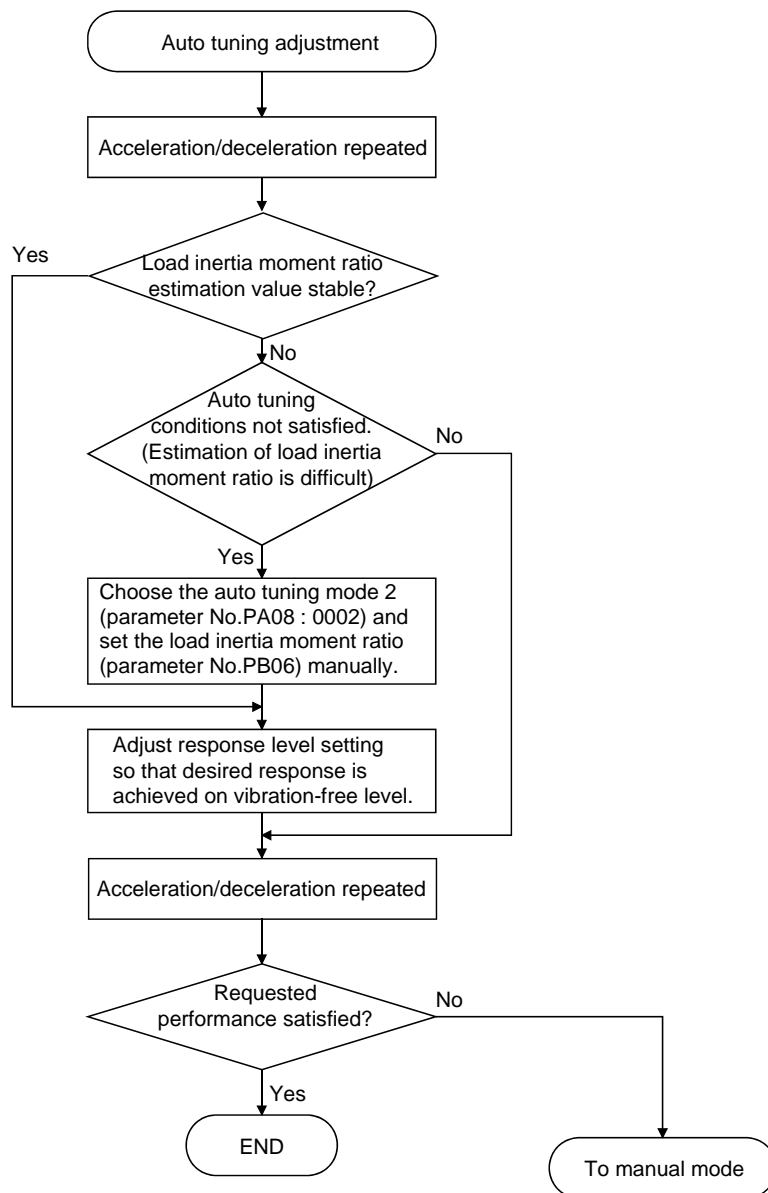 Auto tuning adjustment
Acceleration/deceleration repeated
Yes
Load inertia moment ratio
estimation value stable?
No
Auto tuning
conditions not satisfied.
(Estimation of load inertia
moment ratio is difficult)
No
Yes
Choose the auto tuning mode 2
(parameter No.PA08 : 0002) and
set the load inertia moment ratio
(parameter No.PB06) manually.
Adjust response level setting
so that desired response is
achieved on vibration-free level.
Acceleration/deceleration repeated
Requested
performance satisfied?
No
Yes
END
To manual mode